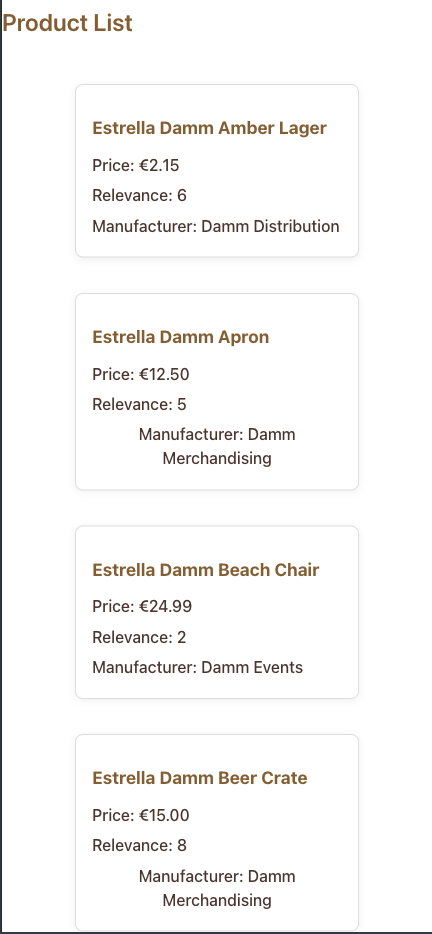 Product List
Estrella Damm Amber Lager
Price: €2.15
Relevance: 6
Manufacturer: Damm Distribution
Estrella Damm Apron
Price: €12.50
Relevance: 5
Manufacturer: Damm
Merchandising
Estrella Damm Beach Chair
Price: €24.99
Relevance: 2
Manufacturer: Damm Events
Estrella Damm Beer Crate
Price: €15.00
Relevance: 8
Manufacturer: Damm
Merchandising